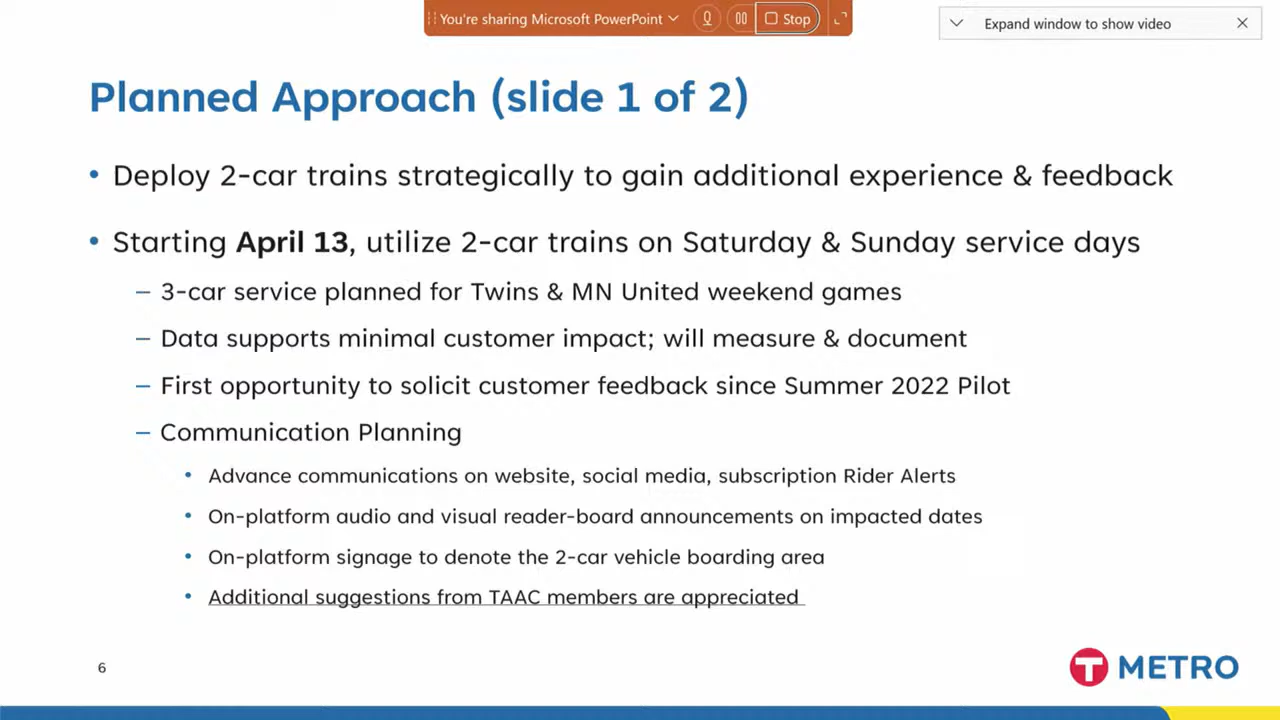 You're sharing Microsoft PowerPoint
Stop
Expand window to show video
Planned Approach (slide 1 of 2)
• Deploy 2-car trains strategically to gain additional experience & feedback
• Starting April 13, utilize 2-car trains on Saturday & Sunday service days
– 3-car service planned for Twins & MN United weekend games
– Data supports minimal customer impact; will measure & document
– First opportunity to solicit customer feedback since Summer 2022 Pilot
– Communication Planning
• Advance communications on website, social media, subscription Rider Alerts
• On-platform audio and visual reader-board announcements on impacted dates
• On-platform signage to denote the 2-car vehicle boarding area
• Additional suggestions from TAAC members are appreciated
6
T METRO